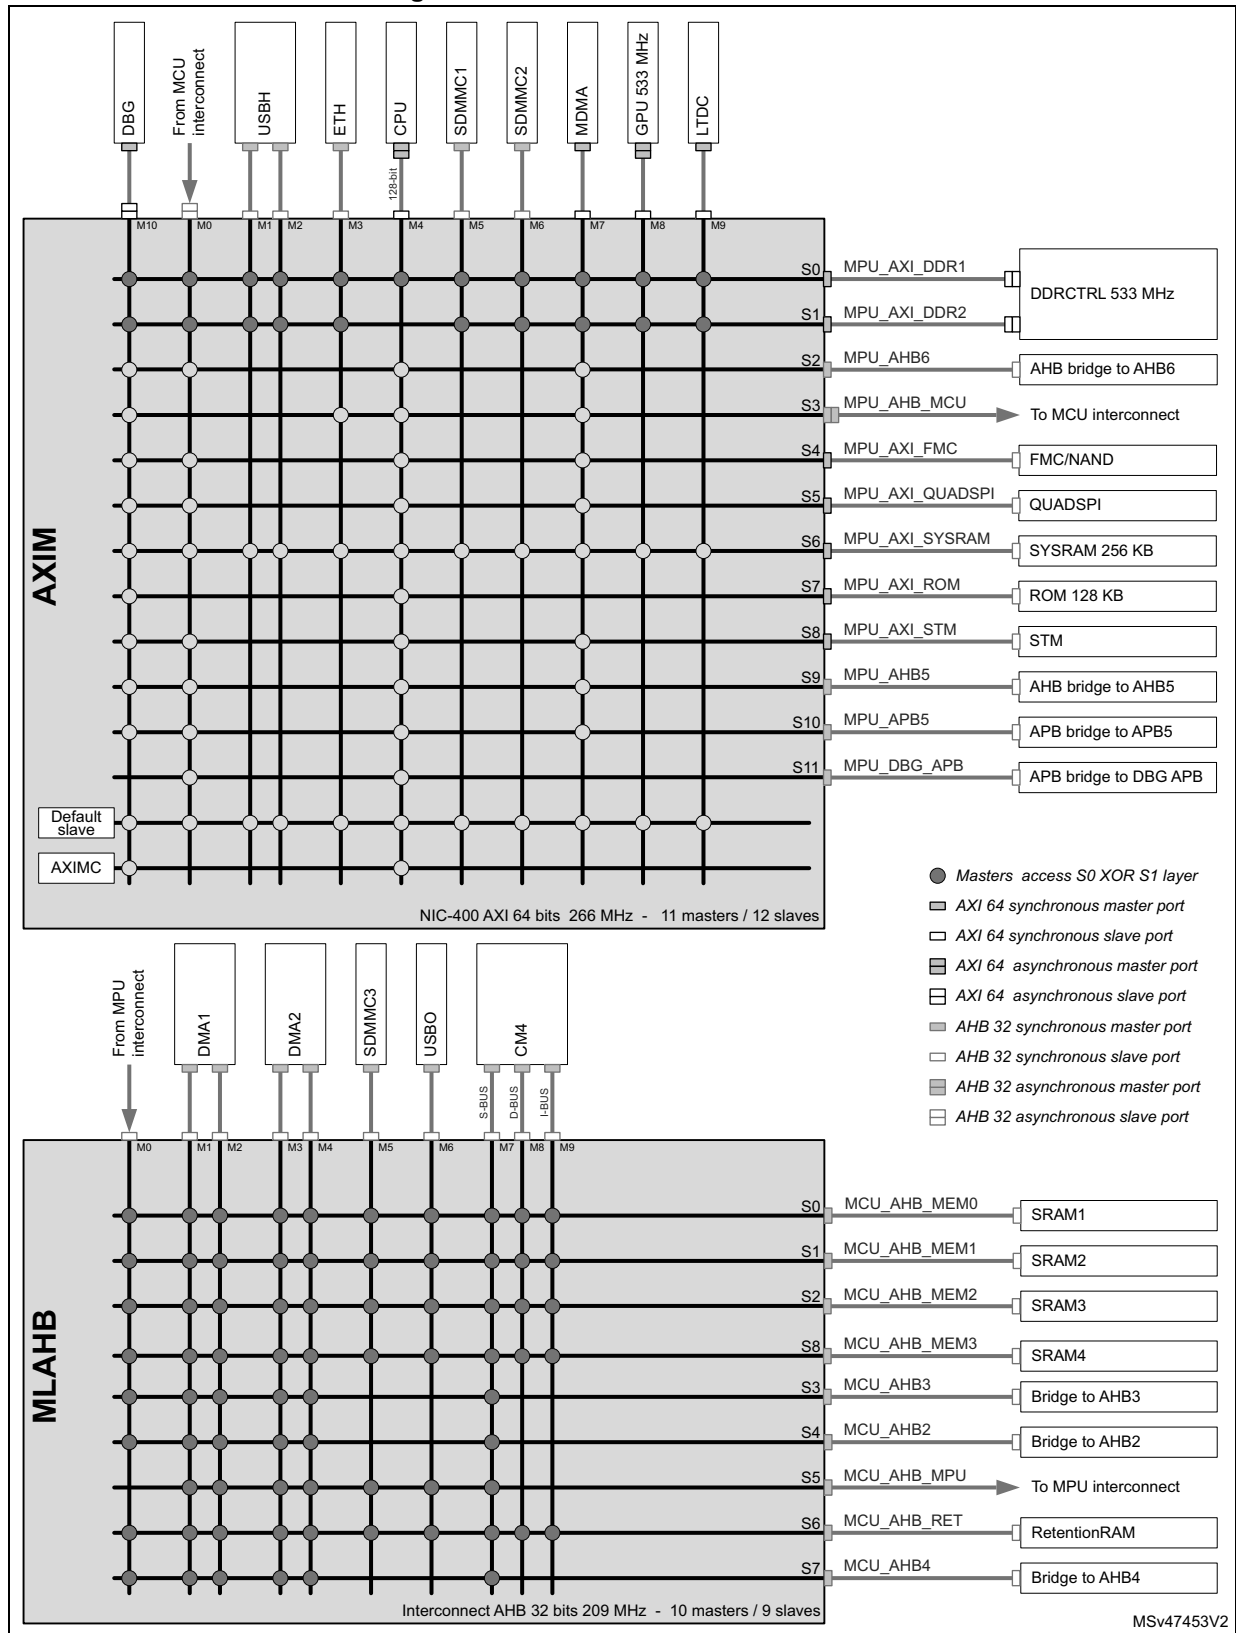 DBG
From MCU
interconnect
USBH
ETH
CPU
SDMMC1
SDMMC2
MDMA
GPU 533 MHz
LTDC
128-bit
M10
M0
M1
M2
M3
M4
M5
M6
M7
M8
M9
AXIM
S0
MPU_AXI_DDR1
DDRCTRL 533 MHz
S1
MPU_AXI_DDR2
S2
MPU_AHB6
AHB bridge to AHB6
S3
MPU_AHB_MCU
To MCU interconnect
S4
MPU_AXI_FMC
FMC/NAND
S5
MPU_AXI_QUADSPI
QUADSPI
S6
MPU_AXI_SYSRAM
SYSRAM 256 KB
S7
MPU_AXI_ROM
ROM 128 KB
S8
MPU_AXI_STM
STM
S9
MPU_AHB5
AHB bridge to AHB5
S10
MPU_APB5
APB bridge to APB5
S11
MPU_DBG_APB
APB bridge to DBG APB
Default
slave
AXIMC
NIC-400 AXI 64 bits 266 MHz - 11 masters / 12 slaves
Masters access S0 XOR S1 layer
AXI 64 synchronous master port
AXI 64 synchronous slave port
AXI 64 asynchronous master port
AXI 64 asynchronous slave port
AHB 32 synchronous master port
AHB 32 synchronous slave port
AHB 32 asynchronous master port
AHB 32 asynchronous slave port
From MPU
interconnect
DMA1
DMA2
SDMMC3
USBO
CM4
S-BUS
D-BUS
I-BUS
M0
M1
M2
M3
M4
M5
M6
M7
M8
M9
MLAHB
S0
MCU_AHB_MEM0
SRAM1
S1
MCU_AHB_MEM1
SRAM2
S2
MCU_AHB_MEM2
SRAM3
S8
MCU_AHB_MEM3
SRAM4
S3
MCU_AHB3
Bridge to AHB3
S4
MCU_AHB2
Bridge to AHB2
S5
MCU_AHB_MPU
To MPU interconnect
S6
MCU_AHB_RET
RetentionRAM
S7
MCU_AHB4
Bridge to AHB4
Interconnect AHB 32 bits 209 MHz - 10 masters / 9 slaves
MSv47453V2